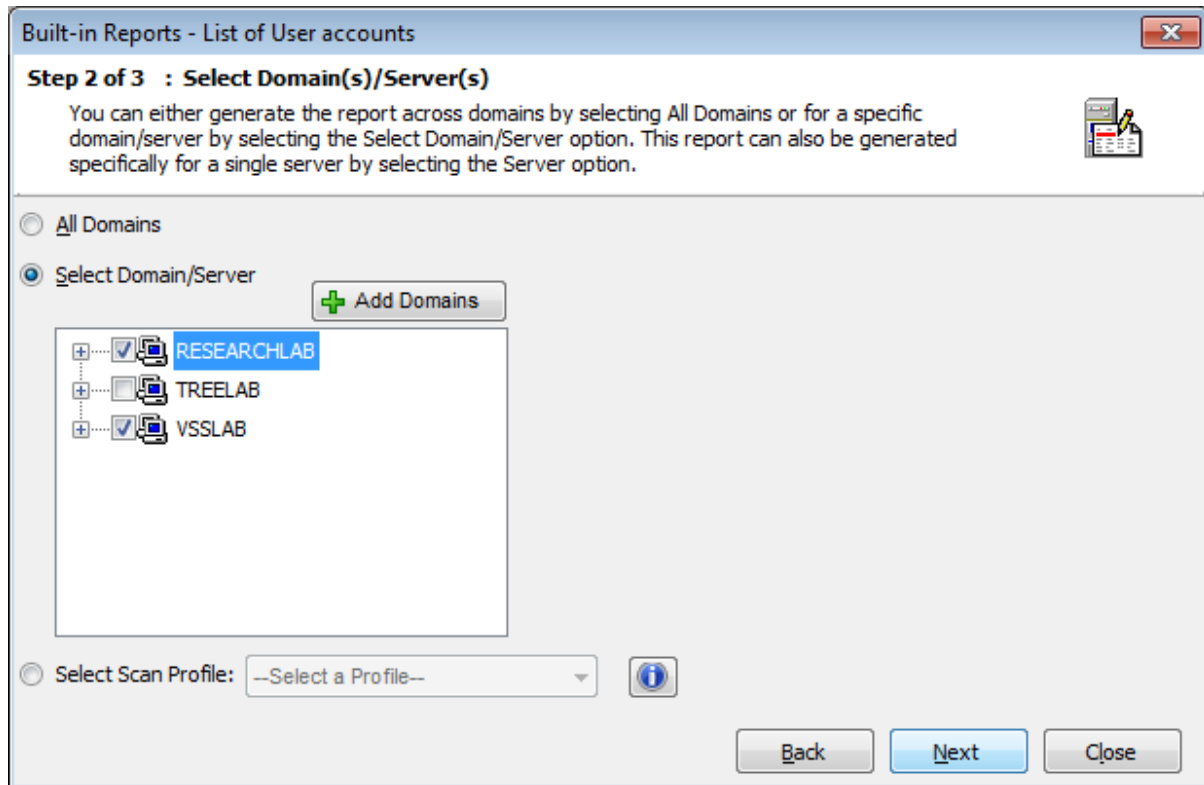 Built-in Reports - List of User accounts
Step 2 of 3 : Select Domain(s)/Server(s)
You can either generate the report across domains by selecting All Domains or for a specific
domain/server by selecting the Select Domain/Server option. This report can also be generated
specifically for a single server by selecting the Server option.
All Domains
Select Domain/Server
Add Domains
RESEARCHLAB
TREELAB
VSSLAB
Select Scan Profile: --Select a Profile--
Back Next Close